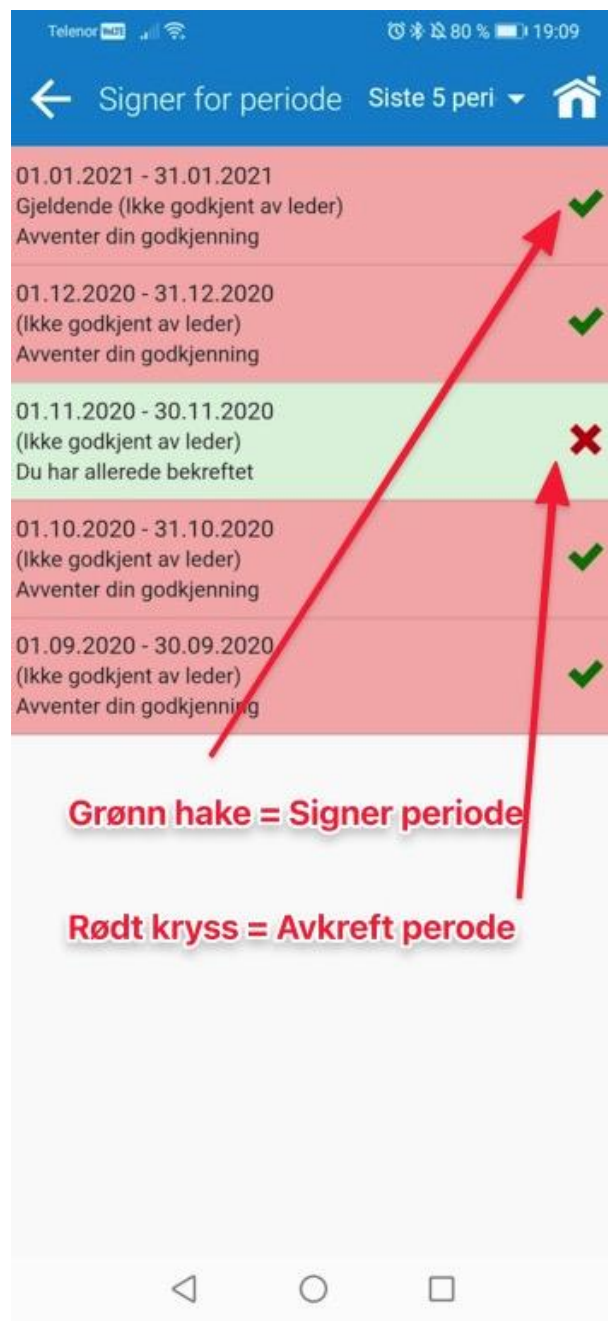 Telenor VoLTE 80 % 19:09
Signer for periode Siste 5 peri
01.01.2021 - 31.01.2021
Gjeldende (Ikke godkjent av leder)
Avventer din godkjenning
01.12.2020 - 31.12.2020
(Ikke godkjent av leder)
Avventer din godkjenning
01.11.2020 - 30.11.2020
(Ikke godkjent av leder)
Du har allerede bekreftet
01.10.2020 - 31.10.2020
(Ikke godkjent av leder)
Avventer din godkjenning
01.09.2020 - 30.09.2020
(Ikke godkjent av leder)
Avventer din godkjenning
Grønn hake = Signer periode
Rødt kryss = Avkreft perode